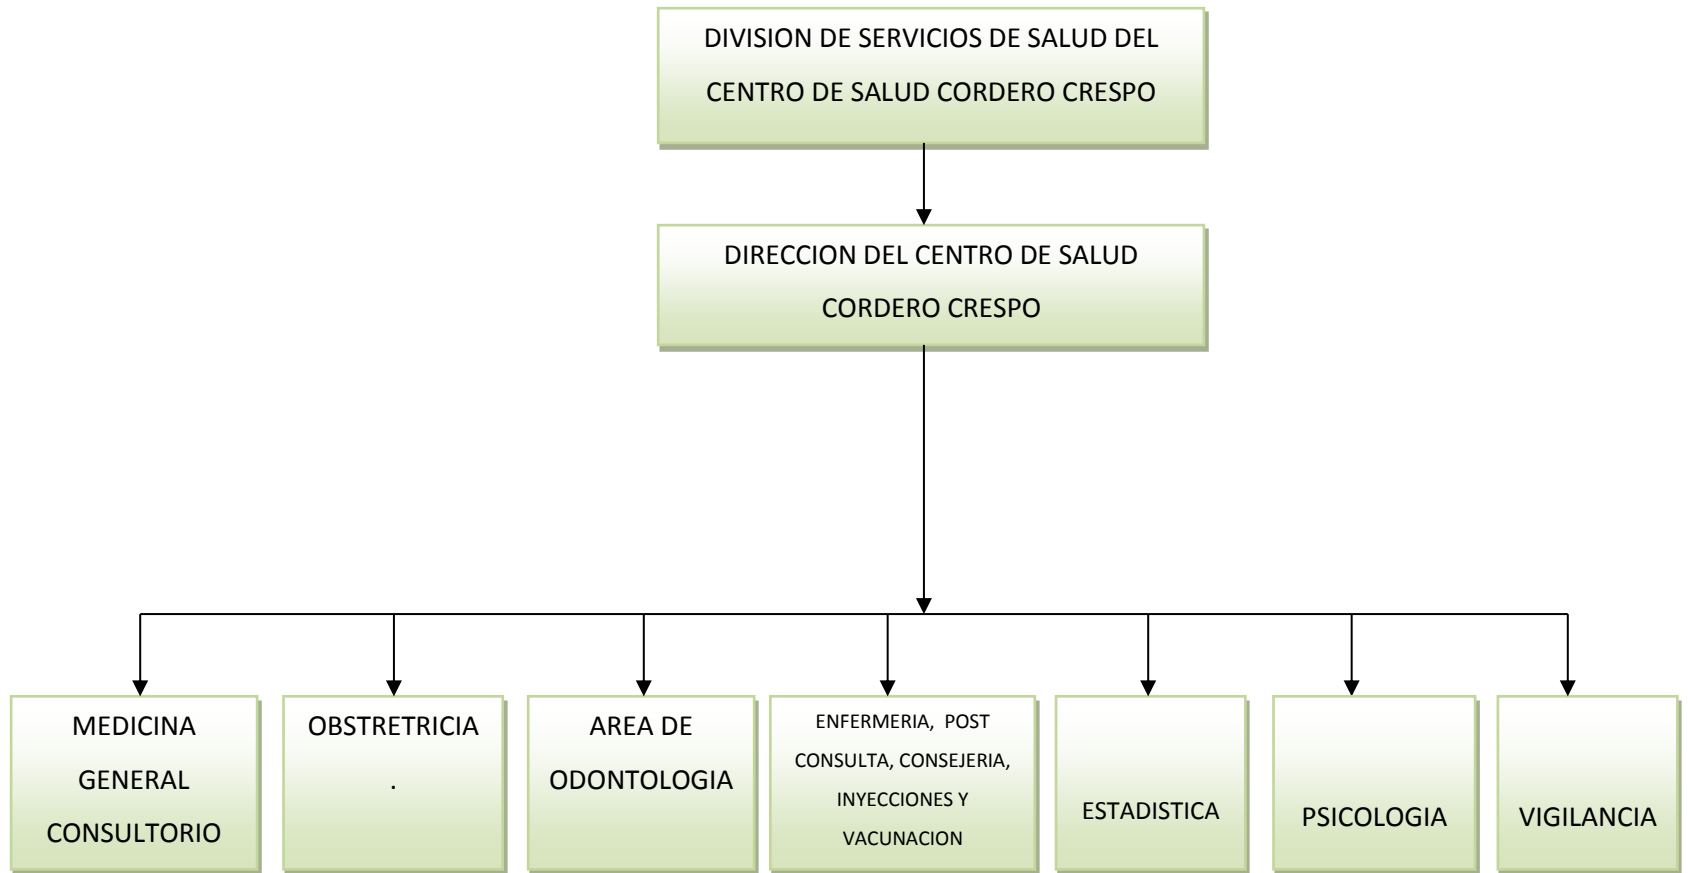 DIVISION DE SERVICIOS DE SALUD DEL
CENTRO DE SALUD CORDERO CRESPO
DIRECCION DEL CENTRO DE SALUD
CORDERO CRESPO
MEDICINA
GENERAL
CONSULTORIO
OBSTRETRICIA
.
AREA DE
ODONTOLOGIA
ENFERMERIA, POST
CONSULTA, CONSEJERIA,
INYECCIONES Y
VACUNACION
ESTADISTICA
PSICOLOGIA
VIGILANCIA